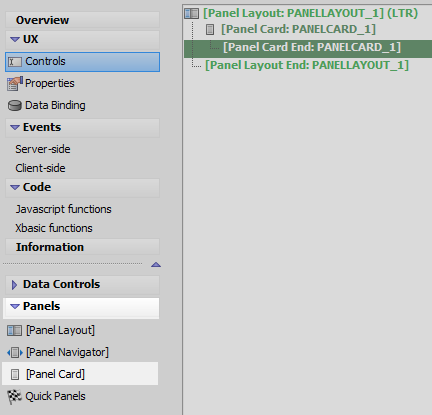 Overview
UX
Controls
Properties
Data Binding
Events
Server-side
Client-side
Code
Javascript functions
Xbasic functions
Information
Data Controls
Panels
[Panel Layout]
[Panel Navigator]
[Panel Card]
Quick Panels
[Panel Layout: PANELLAYOUT_1] (LTR)
[Panel Card: PANELCARD_1]
[Panel Card End: PANELCARD_1]
[Panel Layout End: PANELLAYOUT_1]